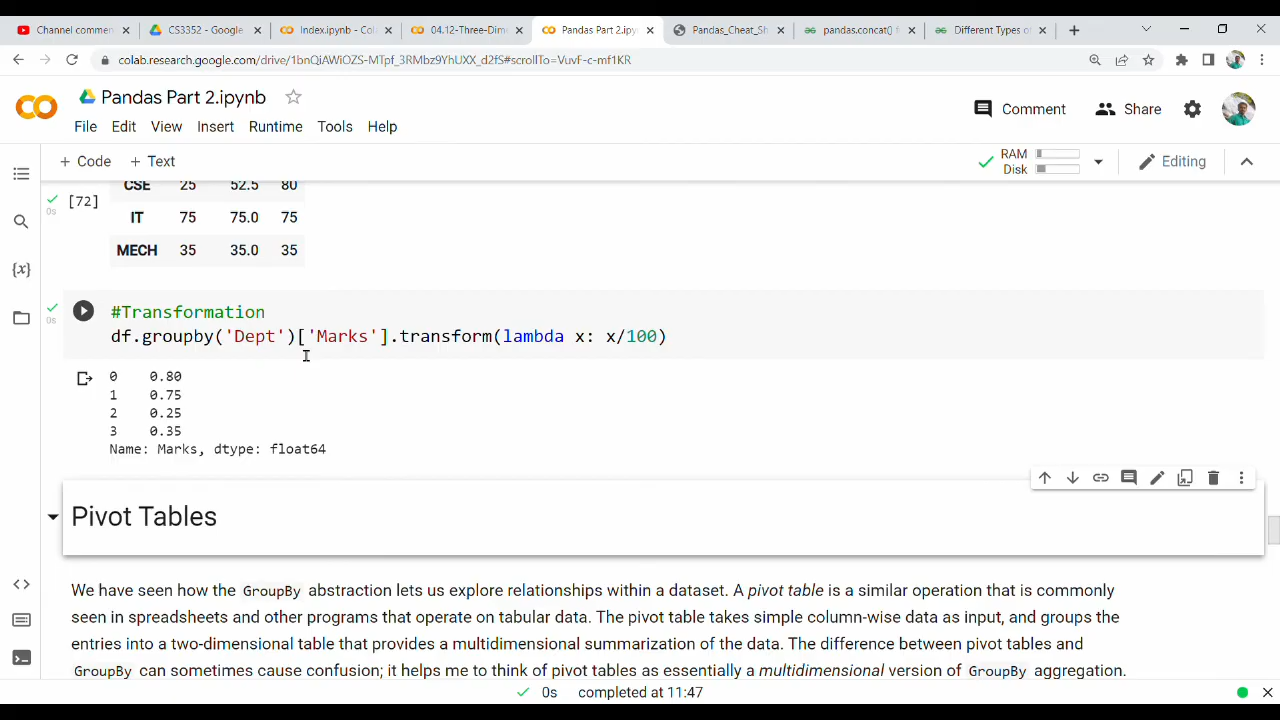 Channel commen
CS3352 - Google
Index.ipynb - Col
04.12-Three-Dim
Pandas Part 2.ipy
Pandas_Cheat_Sh
pandas.concat() f
Different Types o
colab.research.google.com/drive/1bnQiAWiOZS-MTpf_3RMbz9YhUXX_d2fS#scrollTo=VuvF-c-mf1KR
Pandas Part 2.ipynb
Comment
Share
File Edit View Insert Runtime Tools Help
+ Code + Text
RAM
Disk
Editing
CSE 25 52.5 80
[72]
0s
IT 75 75.0 75
MECH 35 35.0 35
0s
#Transformation
df.groupby('Dept')['Marks'].transform(lambda x: x/100)
0 0.80
1 0.75
2 0.25
3 0.35
Name: Marks, dtype: float64
Pivot Tables
We have seen how the GroupBy abstraction lets us explore relationships within a dataset. A pivot table is a similar operation that is commonly
seen in spreadsheets and other programs that operate on tabular data. The pivot table takes simple column-wise data as input, and groups the
entries into a two-dimensional table that provides a multidimensional summarization of the data. The difference between pivot tables and
GroupBy can sometimes cause confusion; it helps me to think of pivot tables as essentially a multidimensional version of GroupBy aggregation.
0s completed at 11:47